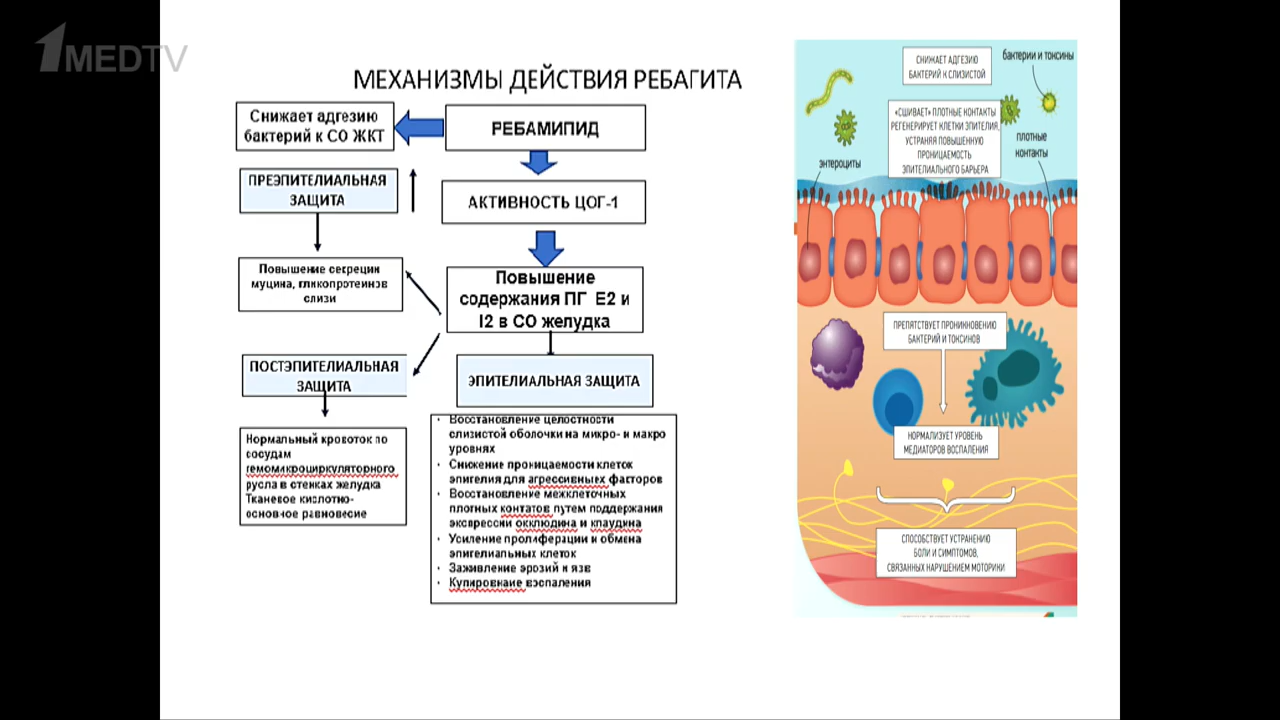 1MEDTV
МЕХАНИЗМЫ ДЕЙСТВИЯ РЕБАГИТА
Снижает адгезию
бактерий к СО ЖКТ
РЕБАМИПИД
ПРЕЭПИТЕЛИАЛЬНАЯ
ЗАЩИТА
АКТИВНОСТЬ ЦОГ-1
Повышение секреции
муцина, гликопротеинов
слизи
Повышение
содержания ПГ E2 и
I2 в СО желудка
ПОСТЭПИТЕЛИАЛЬНАЯ
ЗАЩИТА
ЭПИТЕЛИАЛЬНАЯ ЗАЩИТА
Нормальный кровоток по
сосудам
гемомикроциркуляторного
русла в стенках желудка
Тканевое кислотно-
основное равновесие
• Восстановление целостности
слизистой оболочки на микро- и макро
уровнях
• Снижение проницаемости клеток
эпителия для агрессивныех факторов
• Восстановление межклеточных
плотных контатов путем поддержания
экспрессии окклюдина и клаудина
• Усиление пролиферации и обмена
эпителиальных клеток
• Заживление эрозий и язв
• Купировнаие воспаления
СНИЖАЕТ АДГЕЗИЮ
БАКТЕРИЙ К СЛИЗИСТОЙ
бактерии и токсины
«СШИВАЕТ» ПЛОТНЫЕ КОНТАКТЫ
РЕГЕНЕРИРУЕТ КЛЕТКИ ЭПИТЕЛИЯ,
УСТРАНЯЯ ПОВЫШЕННУЮ
ПРОНИЦАЕМОСТЬ
ЭПИТЕЛИАЛЬНОГО БАРЬЕРА
энтероциты
плотные
контакты
ПРЕПЯТСТВУЕТ ПРОНИКНОВЕНИЮ
БАКТЕРИЙ И ТОКСИНОВ
НОРМАЛИЗУЕТ УРОВЕНЬ
МЕДИАТОРОВ ВОСПАЛЕНИЯ
СПОСОБСТВУЕТ УСТРАНЕНИЮ
БОЛИ И СИМПТОМОВ,
СВЯЗАННЫХ НАРУШЕНИЕМ МОТОРИКИ